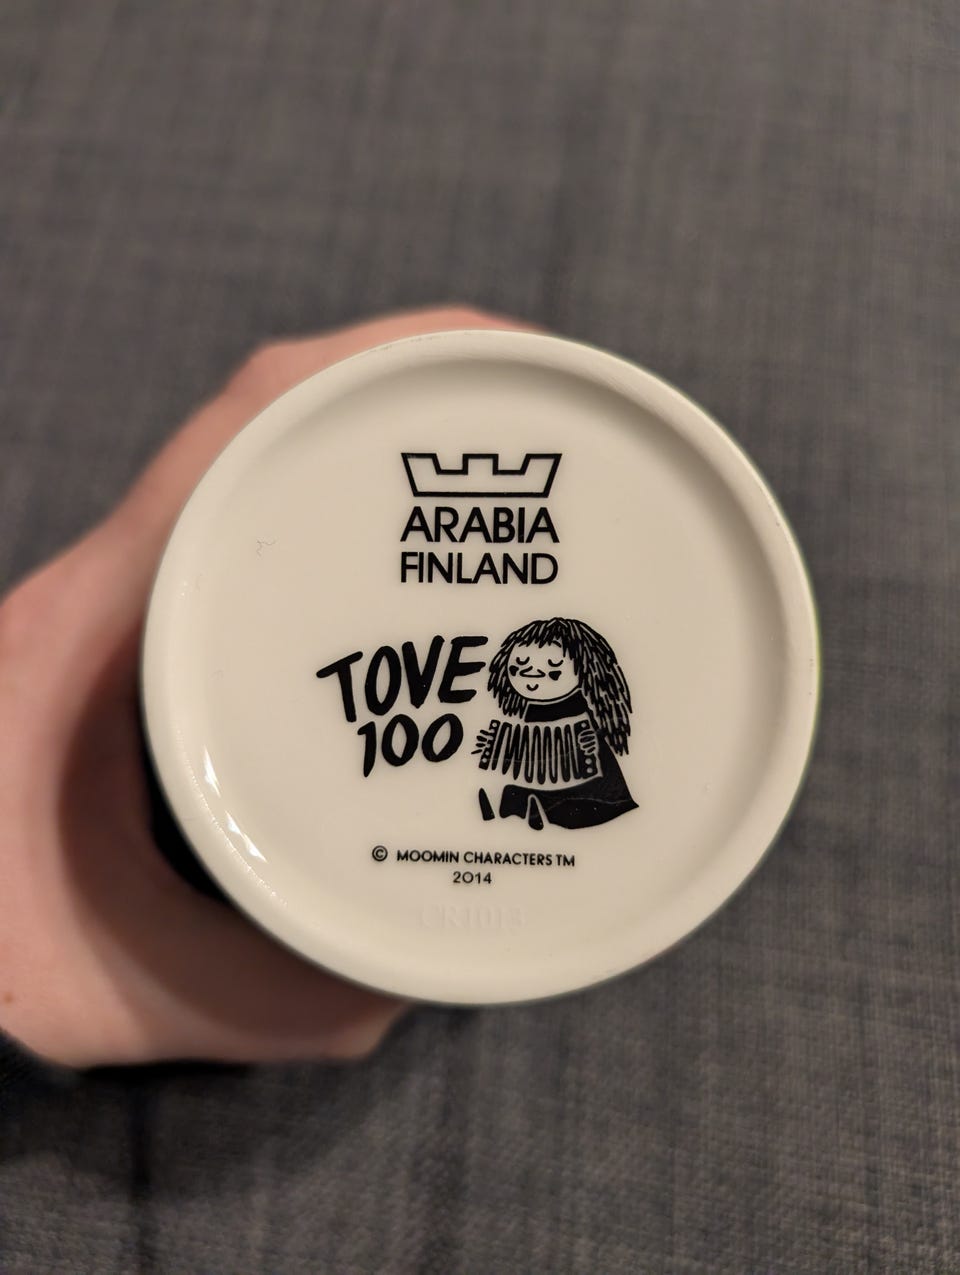 ARABIA
FINLAND
TOVE
100
© MOOMIN CHARACTERS TM
2014